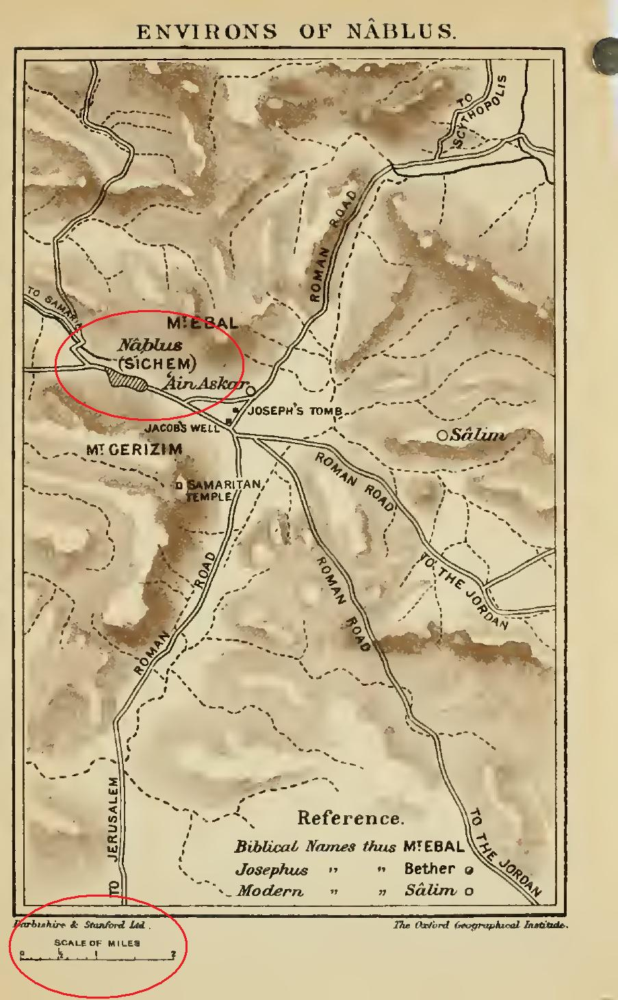 ENVIRONS OF NÂBLUS.
TO SCYTHOPOLIS
ROMAN ROAD
TO SAMARIA
MT EBAL
Nâblus
(SICHEM)
'Ain Askar
JOSEPH'S TOMB
JACOB'S WELL
Sâlim
MT GERIZIM
SAMARITAN
TEMPLE
ROMAN ROAD
TO THE JORDAN
ROMAN ROAD
ROMAN ROAD
TO JERUSALEM
TO THE JORDAN
Reference.
Biblical Names thus MT EBAL
Josephus " " Bether
Modern " " Sâlim
Darbishire & Stanford Ltd.
The Oxford Geographical Institute.
SCALE OF MILES
0 ½ 1 2